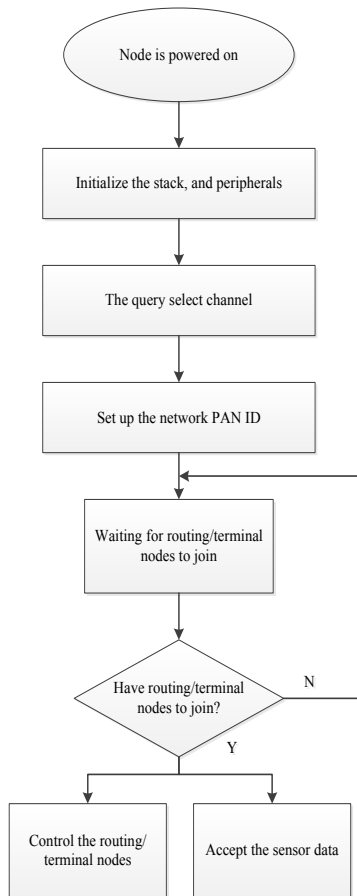 Node is powered on
Initialize the stack, and peripherals
The query select channel
Set up the network PAN ID
Waiting for routing/terminal
nodes to join
Have routing/terminal
nodes to join?
N
Y
Control the routing/
terminal nodes
Accept the sensor data